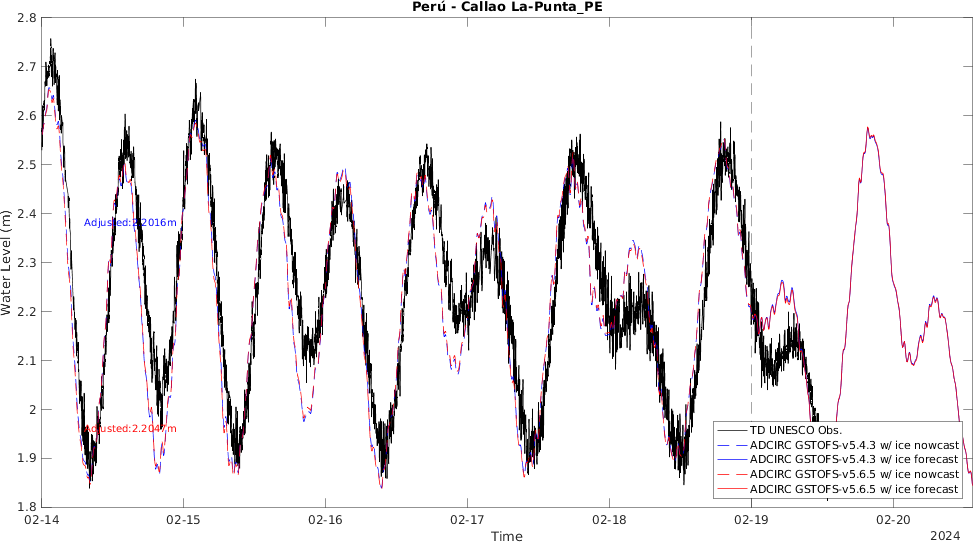 Perú - Callao La-Punta_PE
Water Level (m)
2.8
2.7
2.6
2.5
2.4
2.3
2.2
2.1
2
1.9
1.8
Adjusted:2.2016m
Adjusted:2.2047m
TD UNESCO Obs.
ADCIRC GSTOFS-v5.4.3 w/ ice nowcast
ADCIRC GSTOFS-v5.4.3 w/ ice forecast
ADCIRC GSTOFS-v5.6.5 w/ ice nowcast
ADCIRC GSTOFS-v5.6.5 w/ ice forecast
02-14 02-15 02-16 02-17 02-18 02-19 02-20
Time
2024